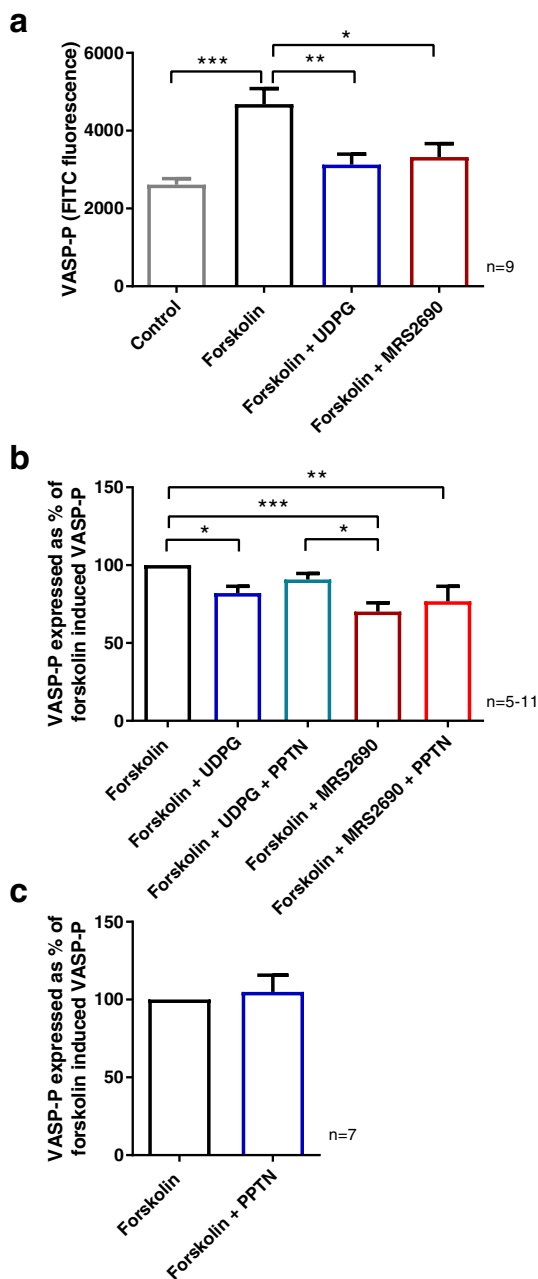 a
VASP-P (FITC fluorescence)
6000
4000
2000
0
***
**
*
n=9
Control
Forskolin
Forskolin + UDPG
Forskolin + MRS2690
b
VASP-P expressed as % of
forskolin induced VASP-P
150
100
50
0
**
***
*
*
n=5-11
Forskolin
Forskolin + UDPG
Forskolin + UDPG + PPTN
Forskolin + MRS2690
Forskolin + MRS2690 + PPTN
c
VASP-P expressed as % of
forskolin induced VASP-P
150
100
50
0
n=7
Forskolin
Forskolin + PPTN